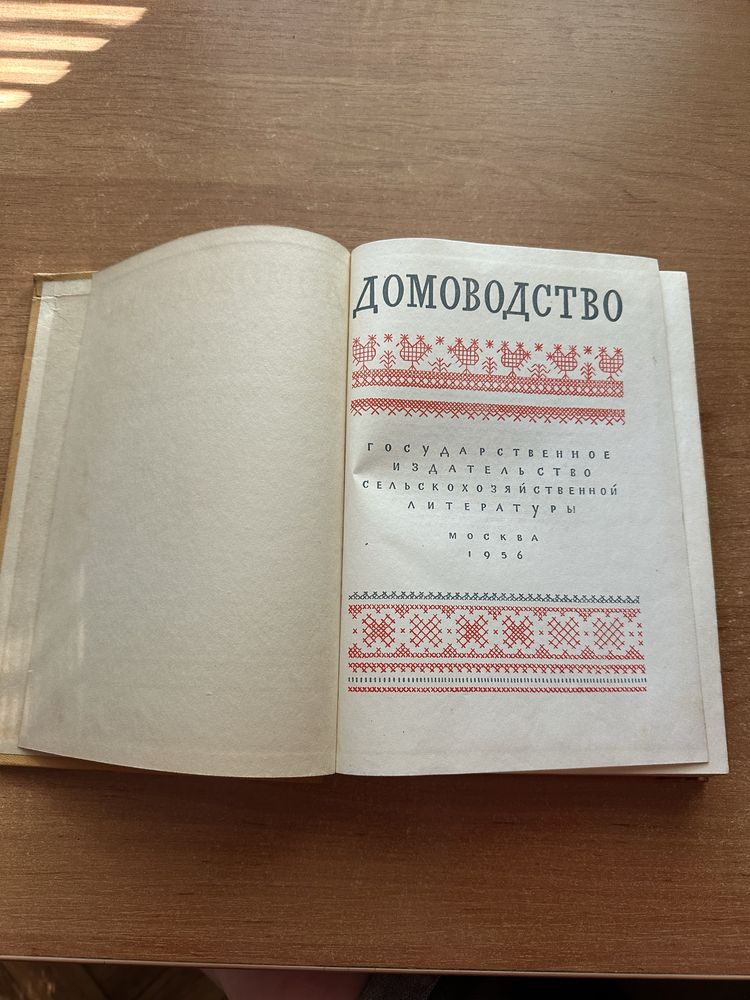 ДОМОВОДСТВО
ГОСУДАРСТВЕННОЕ
ИЗДАТЕЛЬСТВО
СЕЛЬСКОХОЗЯЙСТВЕННОЙ
ЛИТЕРАТУРЫ
МОСКВА
1956